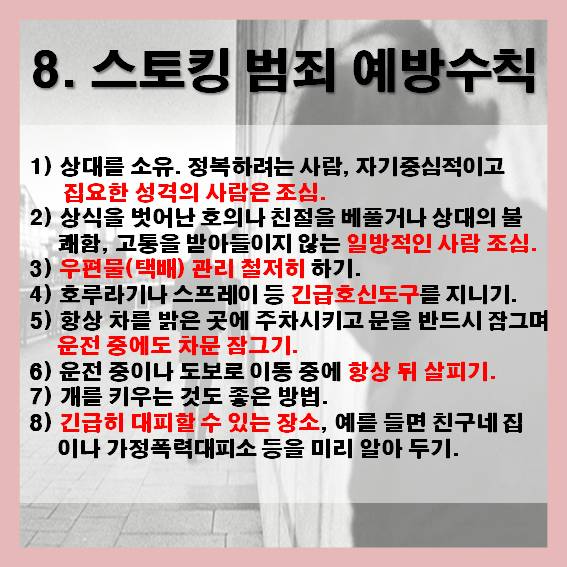 8. 스토킹 범죄 예방수칙
1) 상대를 소유. 정복하려는 사람, 자기중심적이고
집요한 성격의 사람은 조심.
2) 상식을 벗어난 호의나 친절을 베풀거나 상대의 불
쾌함, 고통을 받아들이지 않는 일방적인 사람 조심.
3) 우편물(택배) 관리 철저히 하기.
4) 호루라기나 스프레이 등 긴급호신도구를 지니기.
5) 항상 차를 밝은 곳에 주차시키고 문을 반드시 잠그며
운전 중에도 차문 잠그기.
6) 운전 중이나 도보로 이동 중에 항상 뒤 살피기.
7) 개를 키우는 것도 좋은 방법.
8) 긴급히 대피할 수 있는 장소, 예를 들면 친구네 집
이나 가정폭력대피소 등을 미리 알아 두기.